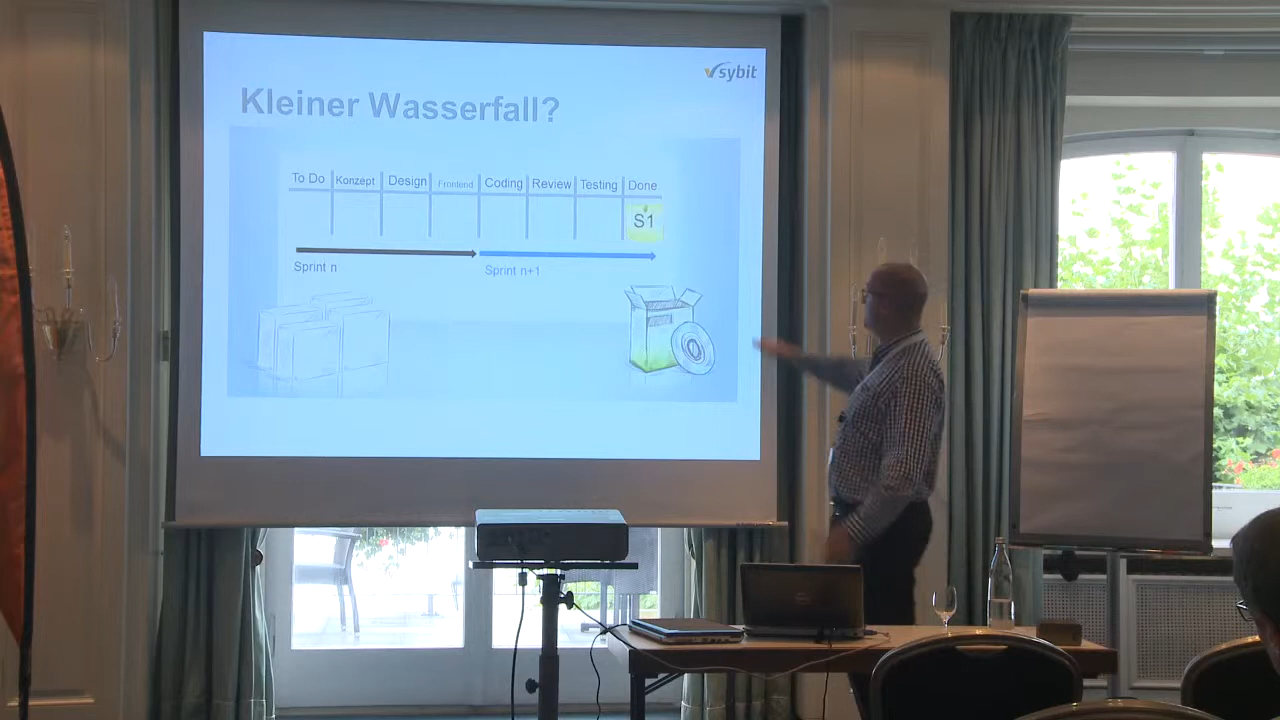 sybit
Kleiner Wasserfall?
To Do Konzept Design Frontend Coding Review Testing Done
S1
Sprint n Sprint n+1